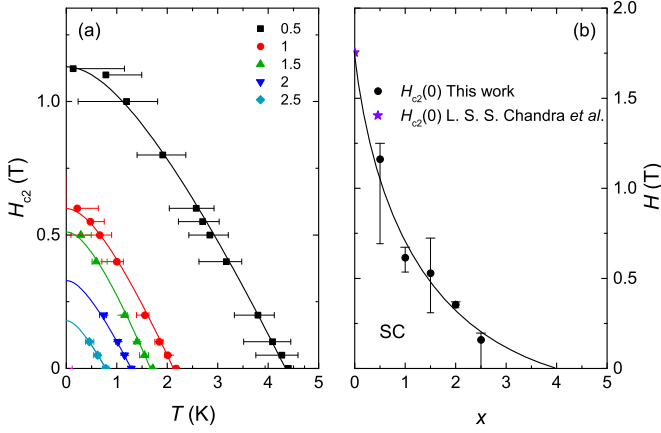 (a)
0.5
1
1.5
2
2.5
1.0
0.5
0.0
H_c2 (T)
0 1 2 3 4 5
T (K)
(b)
H_c2(0) This work
H_c2(0) L. S. S. Chandra et al.
SC
2.0
1.5
1.0
0.5
0
H (T)
0 1 2 3 4 5
x